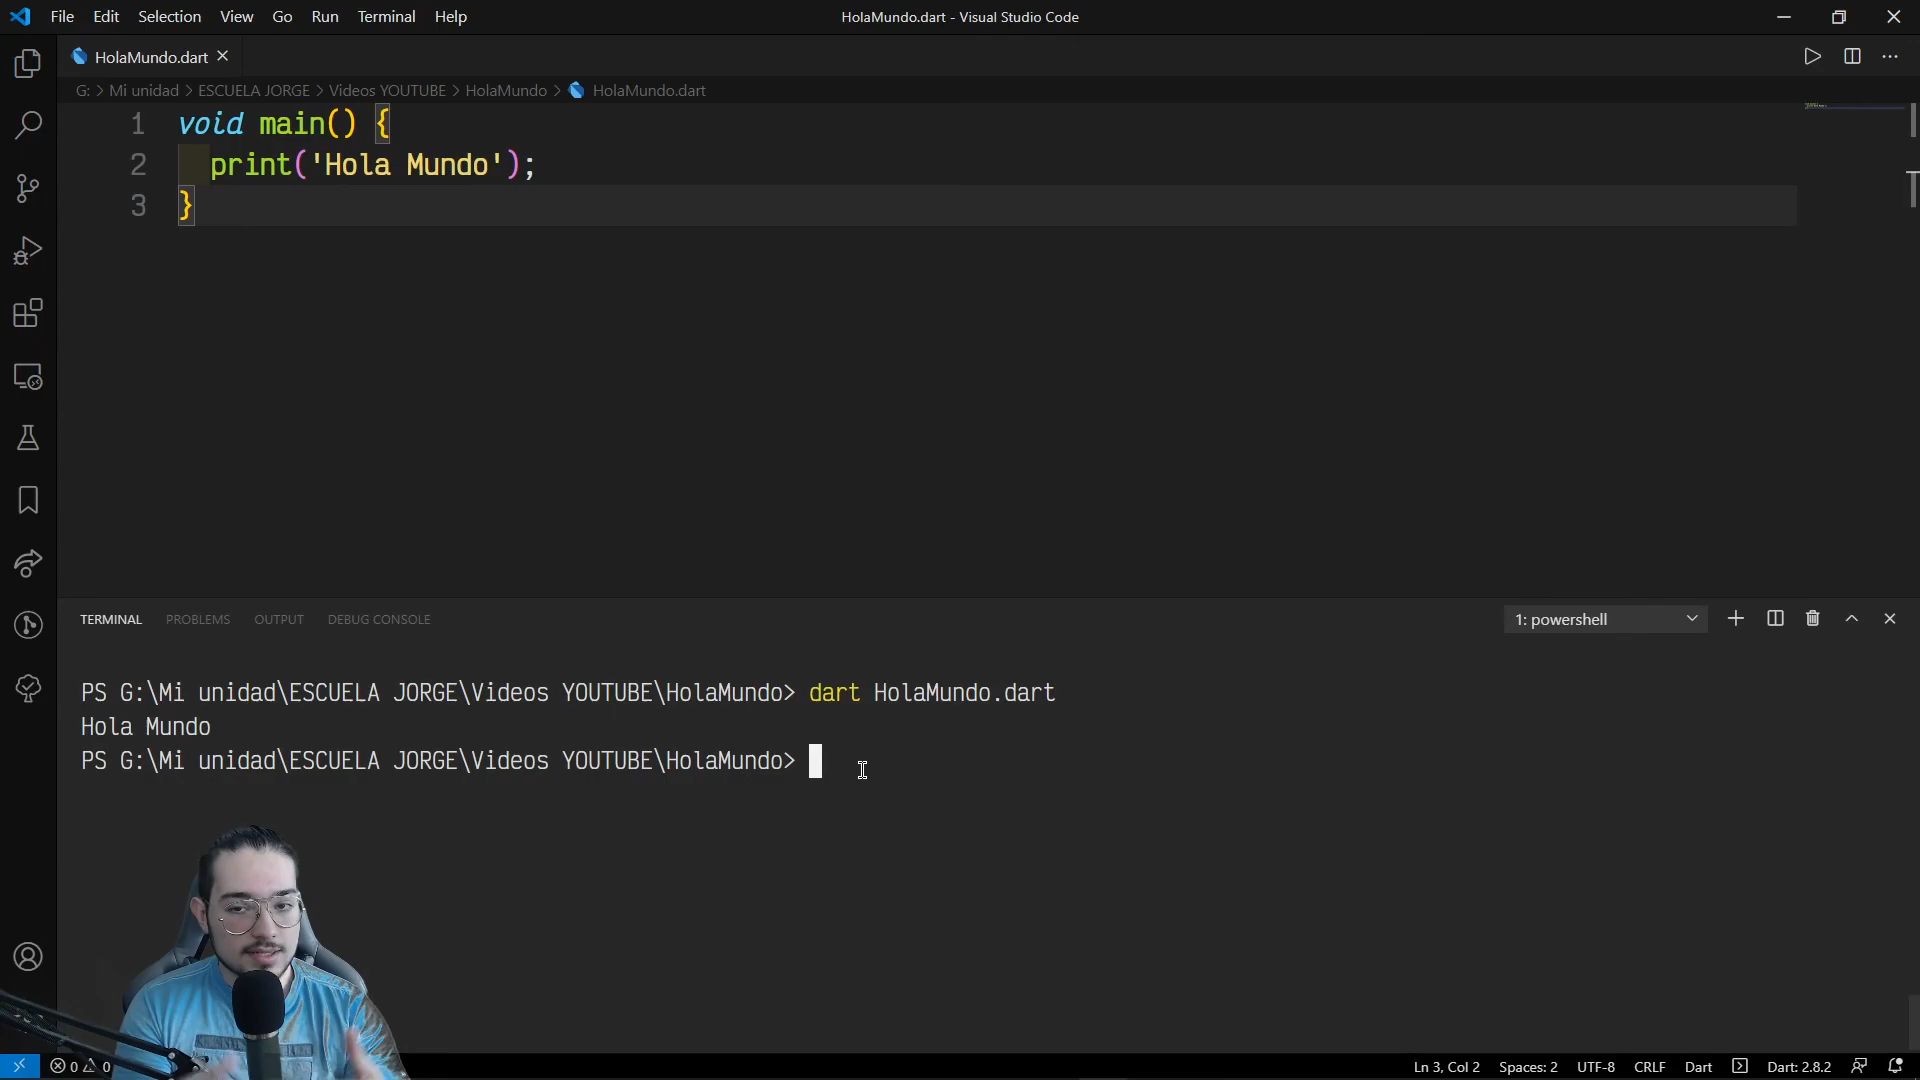 File Edit Selection View Go Run Terminal Help
HolaMundo.dart - Visual Studio Code
HolaMundo.dart
G: > Mi unidad > ESCUELA JORGE > Videos YOUTUBE > HolaMundo > HolaMundo.dart
1 void main() {
2 print('Hola Mundo');
3 }
TERMINAL PROBLEMS OUTPUT DEBUG CONSOLE
1: powershell
PS G:\Mi unidad\ESCUELA JORGE\Videos YOUTUBE\HolaMundo> dart HolaMundo.dart
Hola Mundo
PS G:\Mi unidad\ESCUELA JORGE\Videos YOUTUBE\HolaMundo>
0 0 Ln 3, Col 2 Spaces: 2 UTF-8 CRLF Dart Dart: 2.8.2